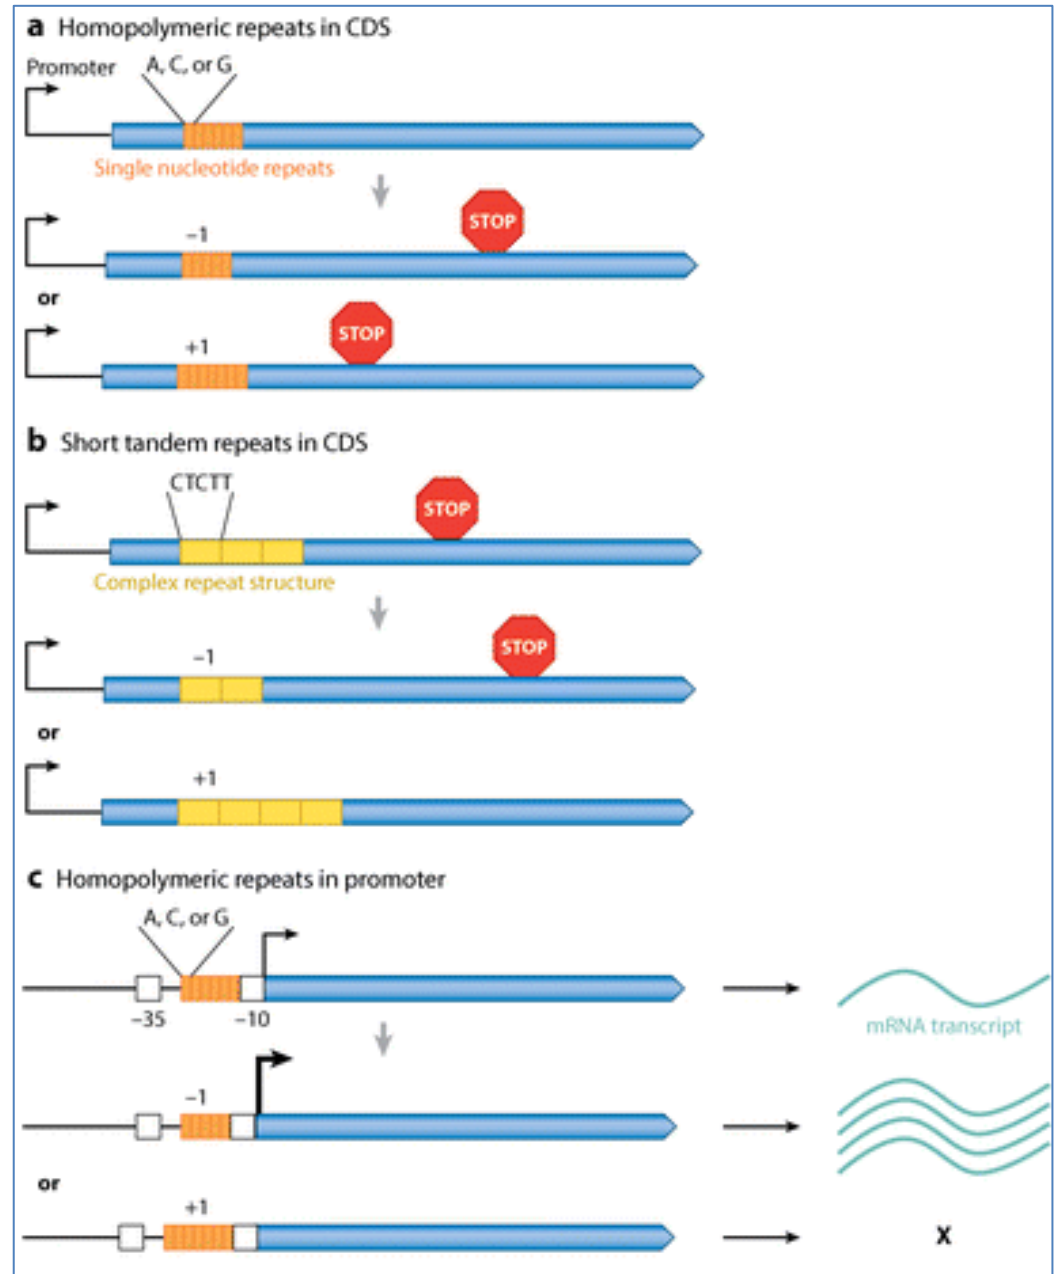 a Homopolymeric repeats in CDS
Promoter A, C, or G
Single nucleotide repeats
STOP
–1
or
STOP
+1
b Short tandem repeats in CDS
CTCTT
STOP
Complex repeat structure
STOP
–1
or
+1
c Homopolymeric repeats in promoter
A, C, or G
–35 –10
mRNA transcript
–1
or
+1
X